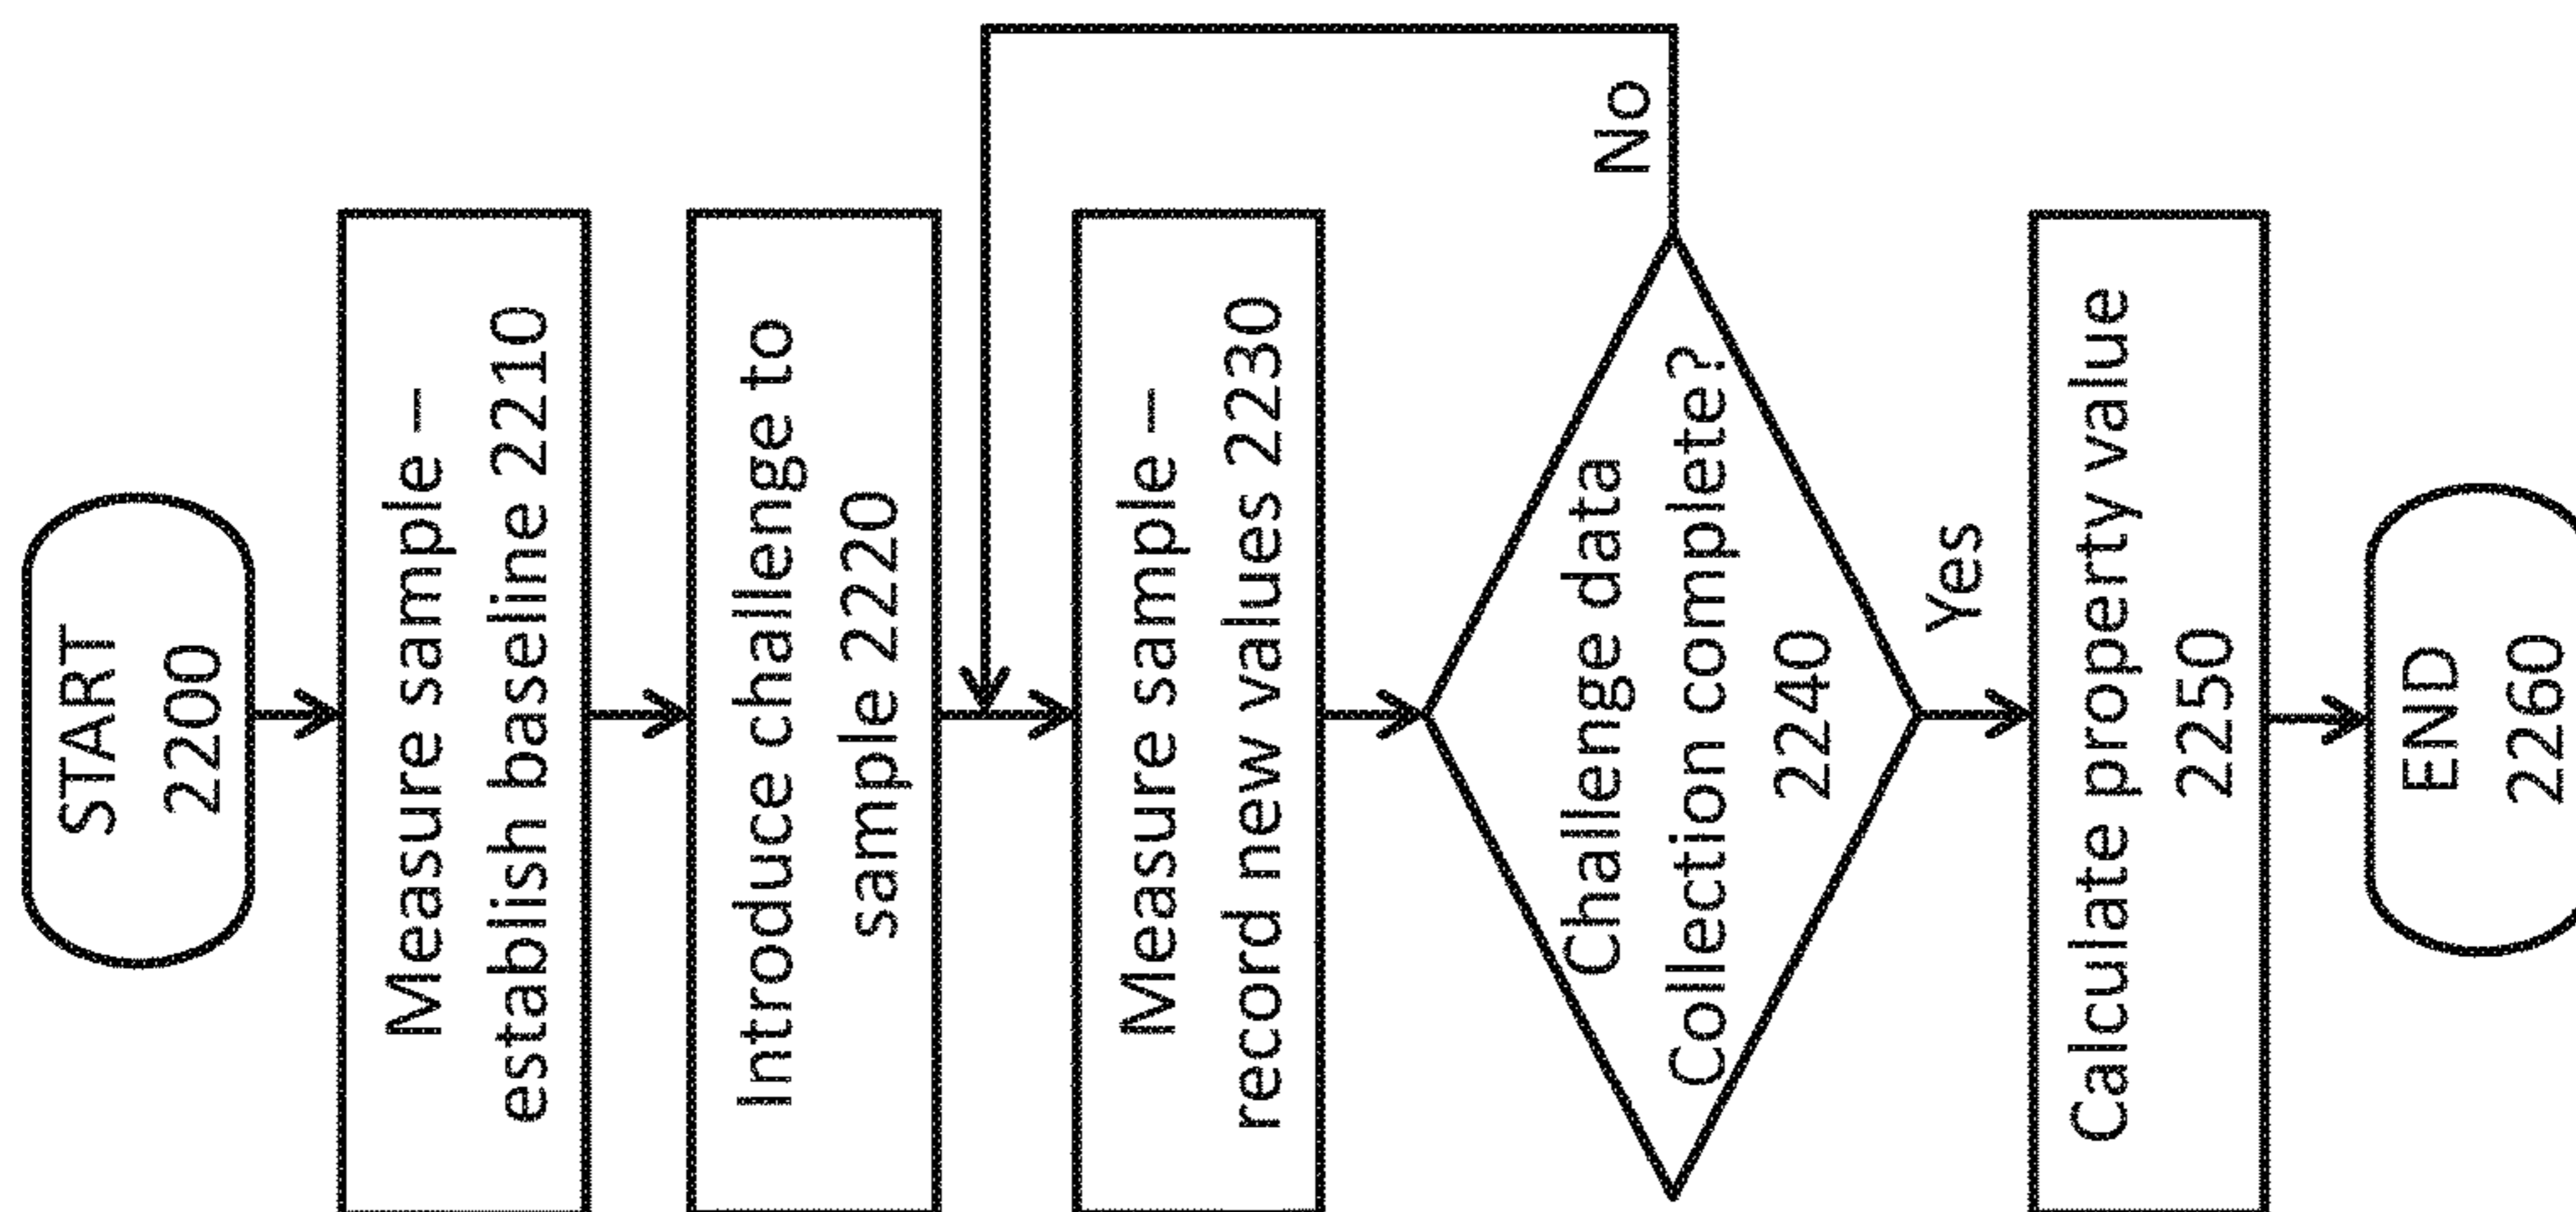 START
2200
Measure sample –
establish baseline 2210
Introduce challenge to
sample 2220
Measure sample –
record new values 2230
Challenge data
Collection complete?
2240
No
Yes
Calculate property value
2250
END
2260